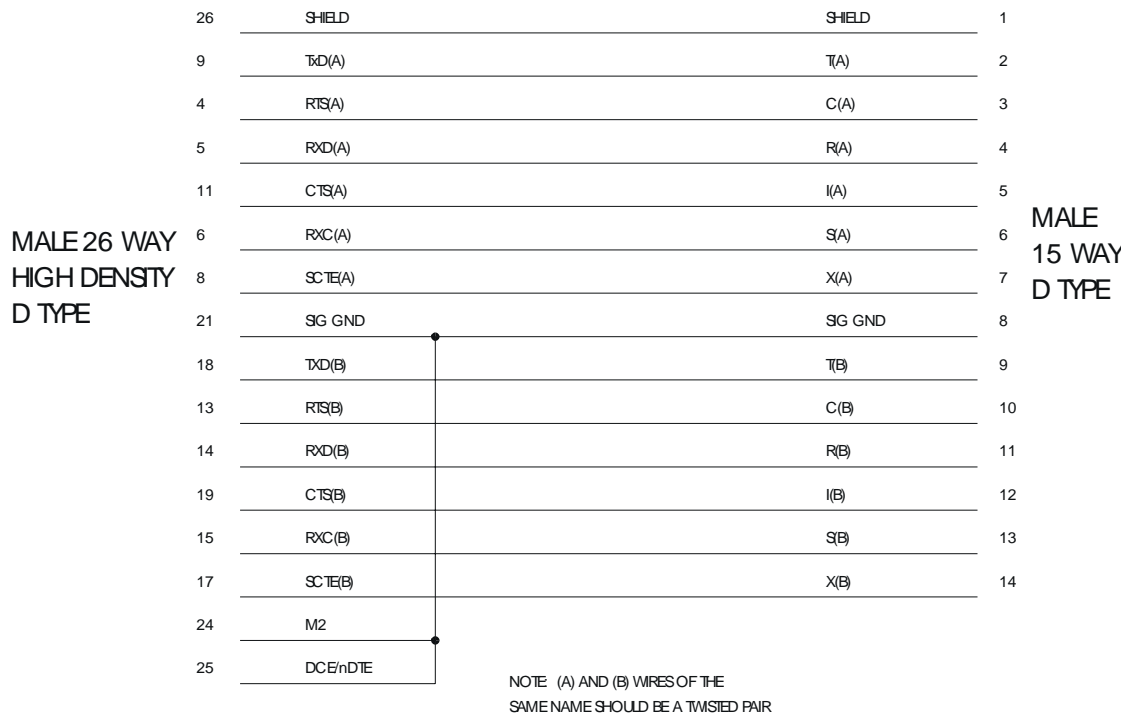 26 SHIELD SHIELD 1
9 TxD(A) T(A) 2
4 RTS(A) C(A) 3
5 RXD(A) R(A) 4
11 CTS(A) I(A) 5
6 RXC(A) S(A) 6
8 SCTE(A) X(A) 7
21 SIG GND SIG GND 8
18 TXD(B) T(B) 9
13 RTS(B) C(B) 10
14 RXD(B) R(B) 11
19 CTS(B) I(B) 12
15 RXC(B) S(B) 13
17 SCTE(B) X(B) 14
24 M2
25 DCE/nDTE
MALE 26 WAY
HIGH DENSITY
D TYPE
MALE
15 WAY
D TYPE
NOTE: (A) AND (B) WIRES OF THE
SAME NAME SHOULD BE A TWISTED PAIR